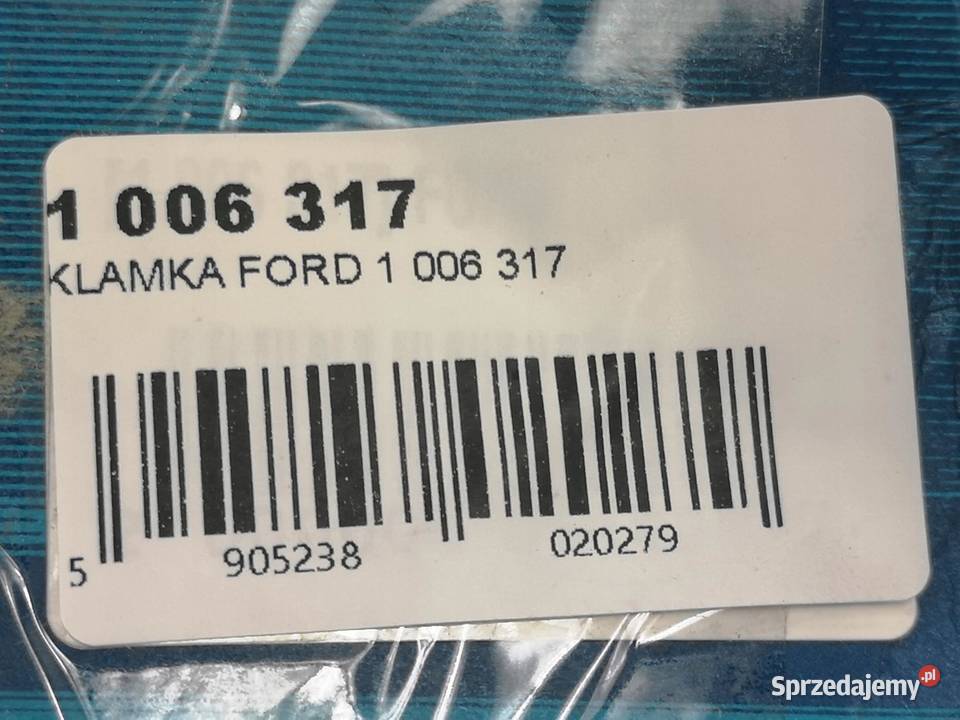 1 006 317
KLAMKA FORD 1 006 317
5 905238 020279
Sprzedajemy.pl